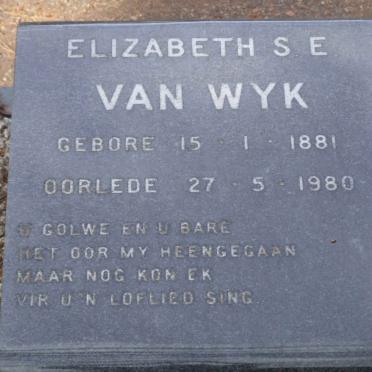 ELIZABETH S E
VAN WYK
GEBORE 15 · 1 · 1881
OORLEDE 27 · 5 · 1980
U GOLWE EN U BARE
HET OOR MY HEENGEGAAN
MAAR NOG KON EK
VIR U 'N LOFLIED SING.